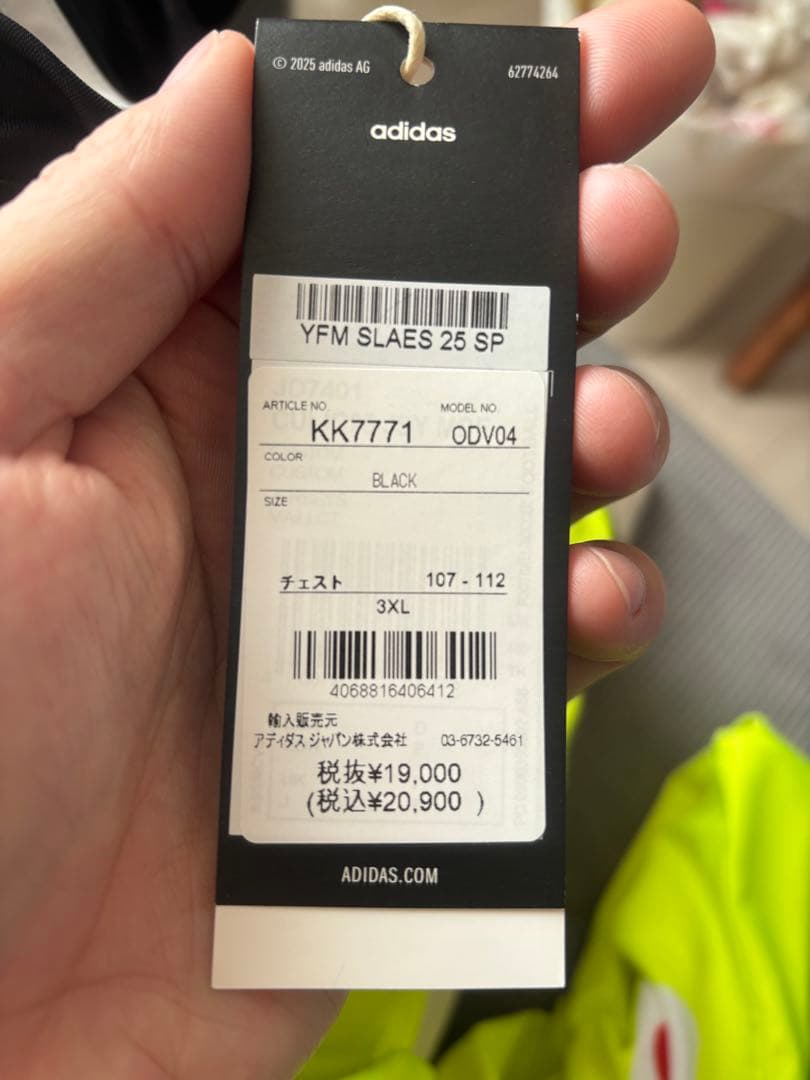 © 2025 adidas AG
62774264
adidas
YFM SLAES 25 SP
ARTICLE NO.
MODEL NO.
KK7771
ODV04
COLOR
BLACK
SIZE
チェスト 107 - 112
3XL
4068816406412
輸入販売元
アディダス ジャパン株式会社 03-6732-5461
税抜¥19,000
(税込¥20,900 )
ADIDAS.COM